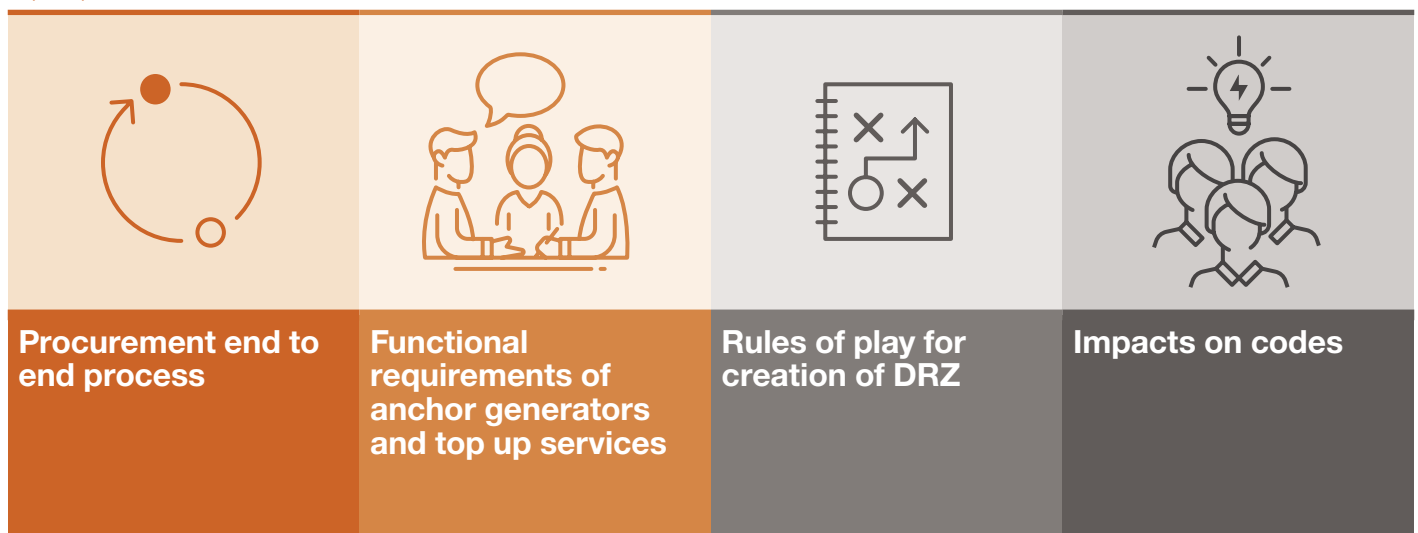 Procurement end to
end process
Functional
requirements of
anchor generators
and top up services
Rules of play for
creation of DRZ
Impacts on codes